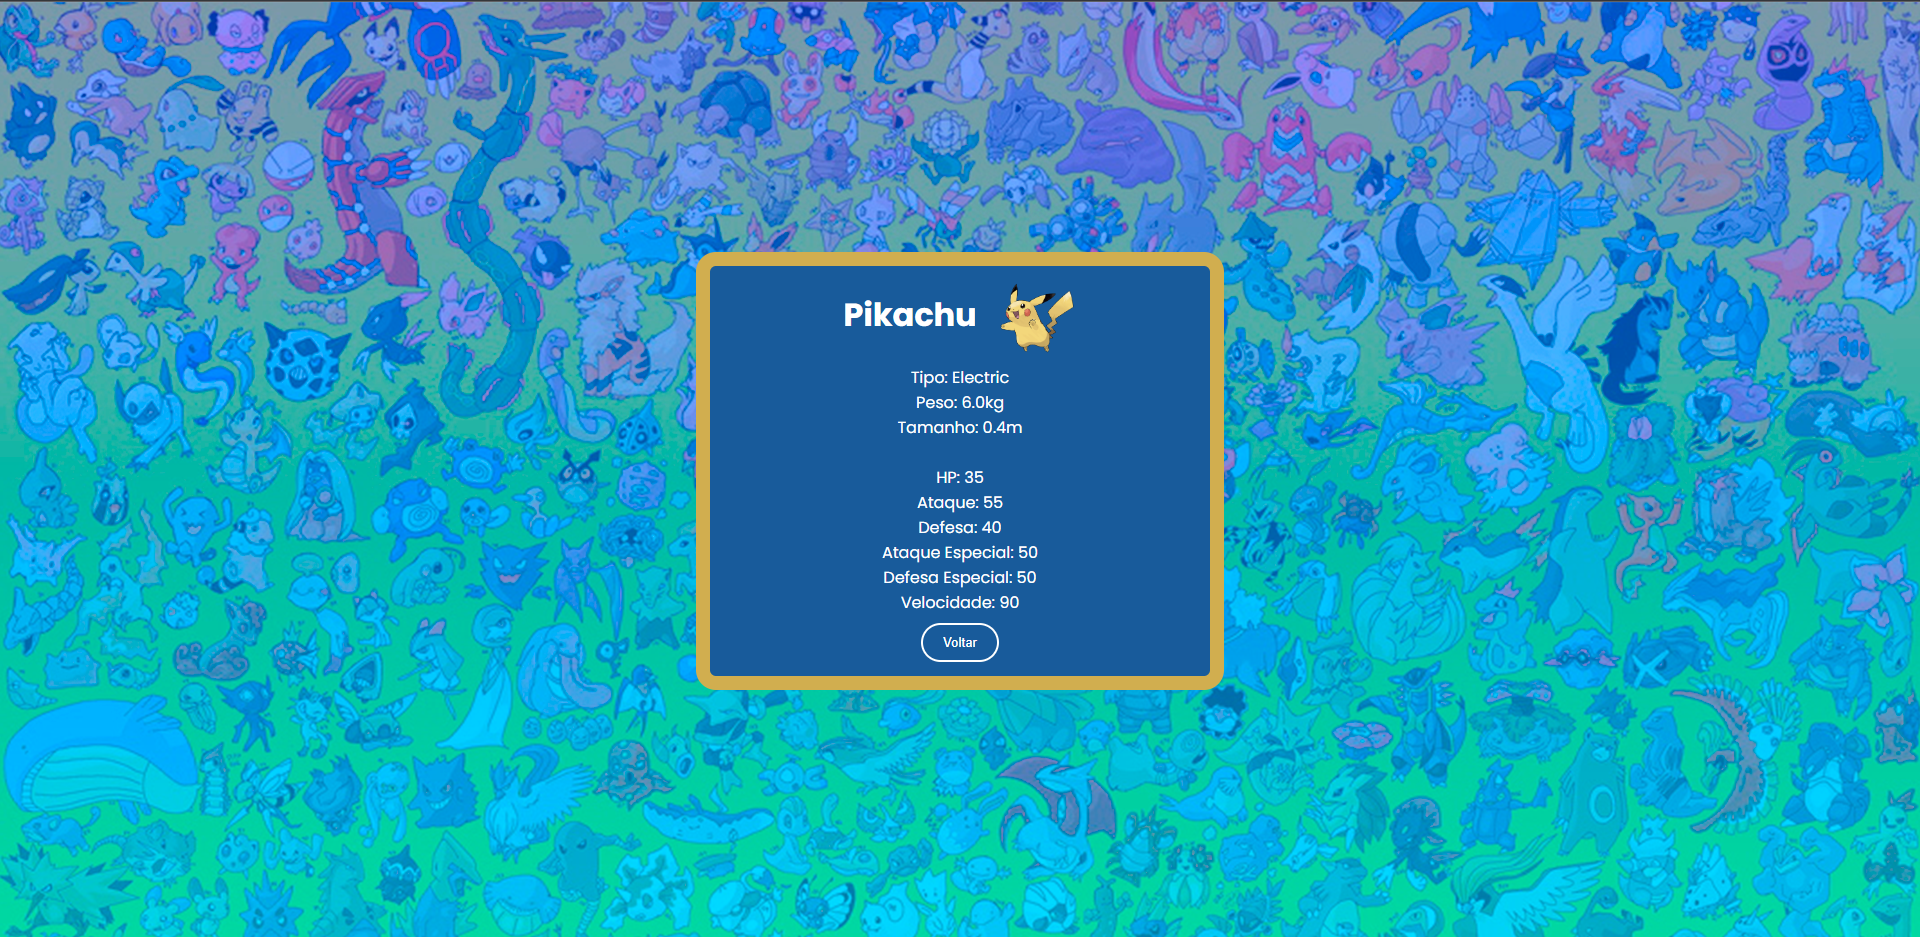 Pikachu
Tipo: Electric
Peso: 6.0kg
Tamanho: 0.4m
HP: 35
Ataque: 55
Defesa: 40
Ataque Especial: 50
Defesa Especial: 50
Velocidade: 90
Voltar